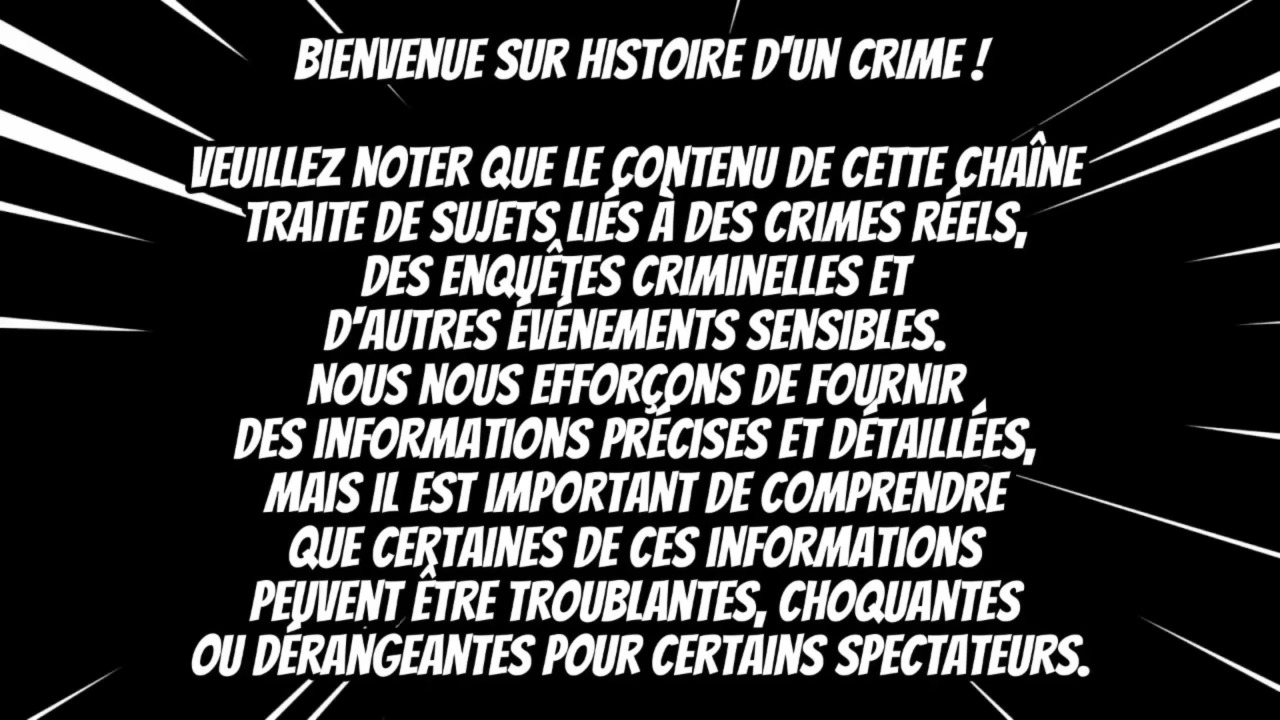 BIENVENUE SUR HISTOIRE D'UN CRIME !
VEUILLEZ NOTER QUE LE CONTENU DE CETTE CHAÎNE
TRAITE DE SUJETS LIÉS À DES CRIMES RÉELS,
DES ENQUÊTES CRIMINELLES ET
D'AUTRES ÉVÉNEMENTS SENSIBLES.
NOUS NOUS EFFORÇONS DE FOURNIR
DES INFORMATIONS PRÉCISES ET DÉTAILLÉES,
MAIS IL EST IMPORTANT DE COMPRENDRE
QUE CERTAINES DE CES INFORMATIONS
PEUVENT ÊTRE TROUBLANTES, CHOQUANTES
OU DÉRANGEANTES POUR CERTAINS SPECTATEURS.